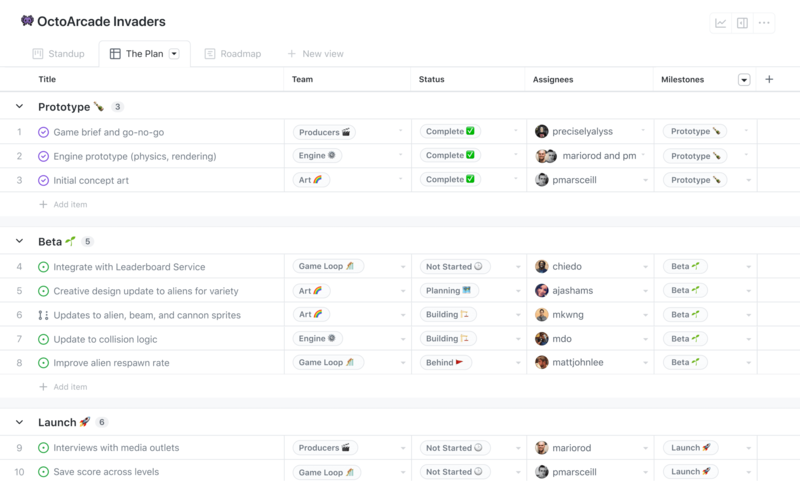 OctoArcade Invaders
Standup The Plan Roadmap + New view
Title Team Status Assignees Milestones +
Prototype 3
1 Game brief and go-no-go Producers Complete preciselyalyss Prototype
2 Engine prototype (physics, rendering) Engine Complete mariorod and pm Prototype
3 Initial concept art Art Complete pmarsceill Prototype
+ Add item
Beta 5
4 Integrate with Leaderboard Service Game Loop Not Started chiedo Beta
5 Creative design update to aliens for variety Art Planning ajashams Beta
6 Updates to alien, beam, and cannon sprites Art Building mkwng Beta
7 Update to collision logic Engine Building mdo Beta
8 Improve alien respawn rate Game Loop Behind mattjohnlee Beta
+ Add item
Launch 6
9 Interviews with media outlets Producers Not Started mariorod Launch
10 Save score across levels Game Loop Not Started pmarsceill Launch